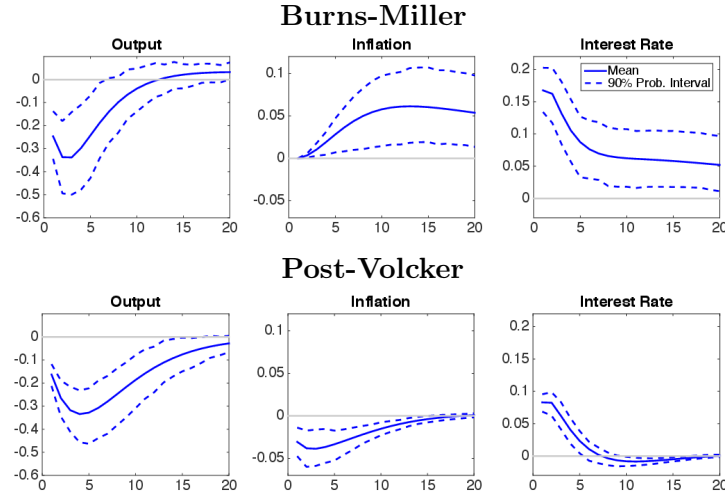 Burns-Miller
Output
Inflation
Interest Rate
0
-0.1
-0.2
-0.3
-0.4
-0.5
-0.6
0 5 10 15 20
0.1
0.05
0
-0.05
0 5 10 15 20
0.2
0.15
0.1
0.05
0
0 5 10 15 20
Mean
90% Prob. Interval
Post-Volcker
Output
Inflation
Interest Rate
0
-0.1
-0.2
-0.3
-0.4
-0.5
-0.6
0 5 10 15 20
0.1
0.05
0
-0.05
0 5 10 15 20
0.2
0.15
0.1
0.05
0
0 5 10 15 20